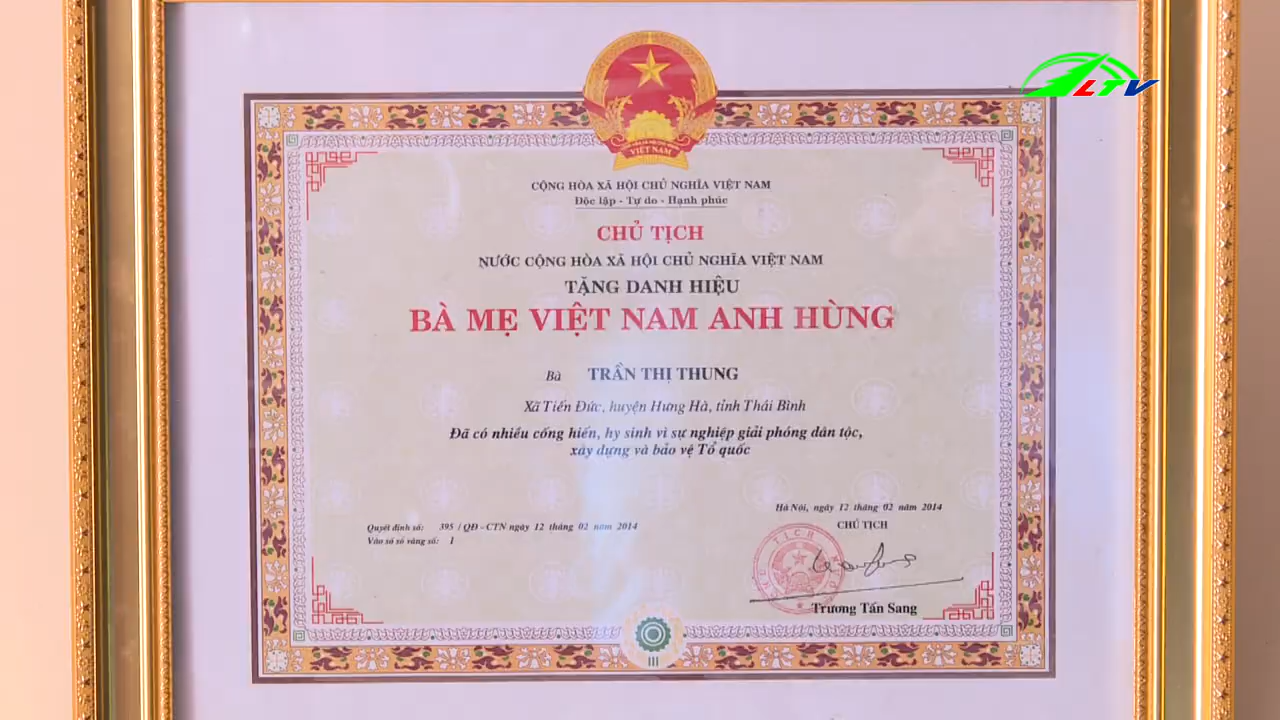 LTV
VIỆT NAM
CỘNG HÒA XÃ HỘI CHỦ NGHĨA VIỆT NAM
Độc lập - Tự do - Hạnh phúc
CHỦ TỊCH
NƯỚC CỘNG HÒA XÃ HỘI CHỦ NGHĨA VIỆT NAM
TẶNG DANH HIỆU
BÀ MẸ VIỆT NAM ANH HÙNG
Bà TRẦN THỊ THUNG
Xã Tiến Đức, huyện Hưng Hà, tỉnh Thái Bình
Đã có nhiều cống hiến, hy sinh vì sự nghiệp giải phóng dân tộc,
xây dựng và bảo vệ Tổ quốc
Hà Nội, ngày 12 tháng 02 năm 2014
Quyết định số: 395 / QĐ - CTN ngày 12 tháng 02 năm 2014
CHỦ TỊCH
Vào sổ số vàng số: 1
Trương Tấn Sang